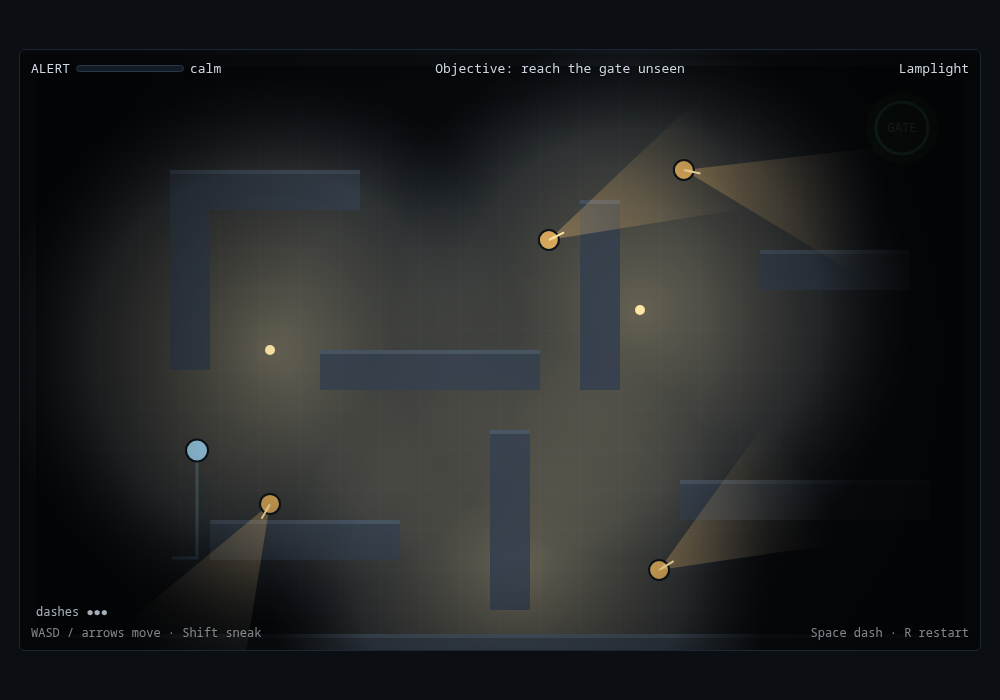 ALERT calm
Objective: reach the gate unseen
Lamplight
GATE
dashes ●●●
WASD / arrows move · Shift sneak
Space dash · R restart